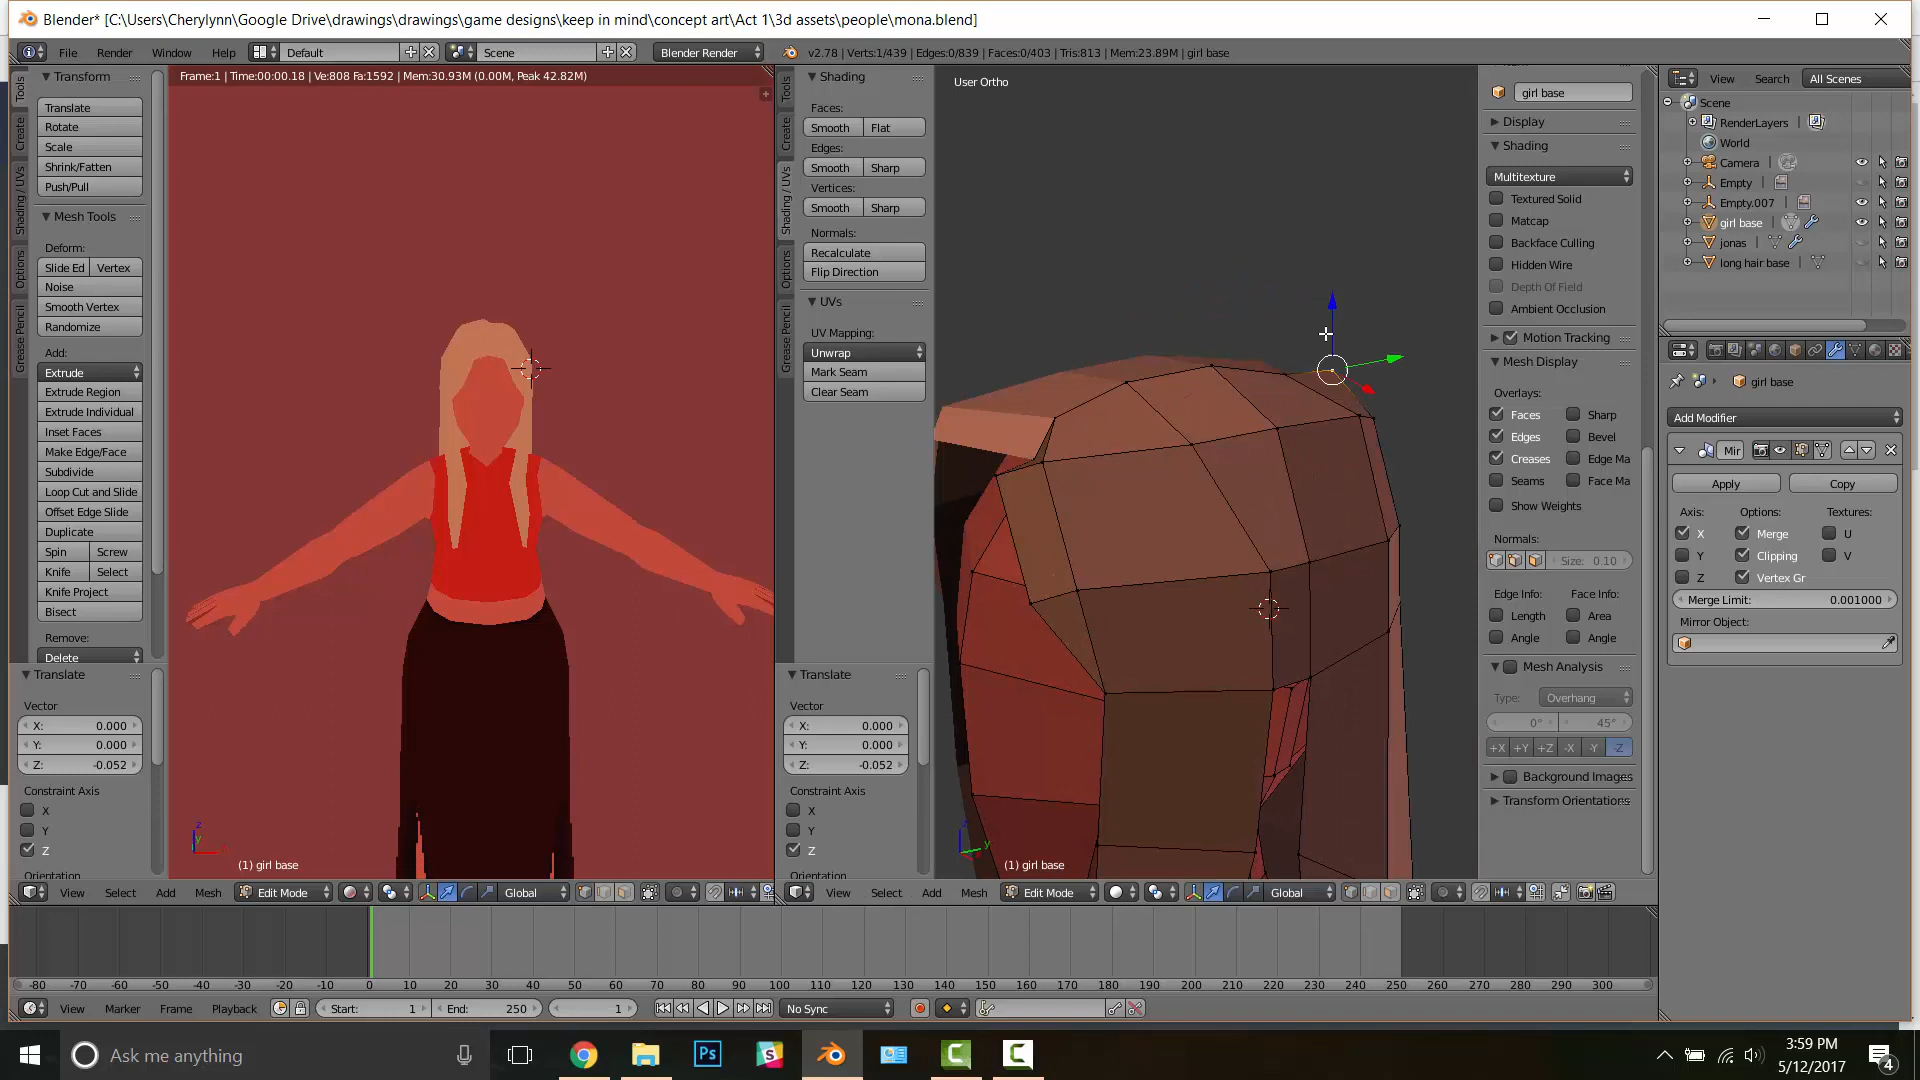 Blender* [C:\Users\Cherylynn\Google Drive\drawings\drawings\game designs\keep in mind\concept art\Act 1\3d assets\people\mona.blend]
File Render Window Help Default Scene Blender Render v2.78 | Verts:1/439 | Edges:0/839 | Faces:0/403 | Tris:813 | Mem:23.89M | girl base
Frame:1 | Time:00:00.18 | Ve:808 Fa:1592 | Mem:30.93M (0.00M, Peak 42.82M)
Tools
Create
Shading / UVs
Options
Grease Pencil
Transform
Translate
Rotate
Scale
Shrink/Fatten
Push/Pull
Mesh Tools
Deform:
Slide Ed Vertex
Noise
Smooth Vertex
Randomize
Add:
Extrude
Extrude Region
Extrude Individual
Inset Faces
Make Edge/Face
Subdivide
Loop Cut and Slide
Offset Edge Slide
Duplicate
Spin Screw
Knife Select
Knife Project
Bisect
Remove:
Delete
Translate
Vector
X: 0.000
Y: 0.000
Z: -0.052
Constraint Axis
X
Y
Z
Orientation
z
y
(1) girl base
View Select Add Mesh Edit Mode Global
Tools
Create
Shading / UVs
Options
Grease Pencil
Shading
Faces:
Smooth Flat
Edges:
Smooth Sharp
Vertices:
Smooth Sharp
Normals:
Recalculate
Flip Direction
UVs
UV Mapping:
Unwrap
Mark Seam
Clear Seam
Translate
Vector
X: 0.000
Y: 0.000
Z: -0.052
Constraint Axis
X
Y
Z
Orientation
User Ortho
z
y
(1) girl base
View Select Add Mesh Edit Mode Global
girl base
Display
Shading
Multitexture
Textured Solid
Matcap
Backface Culling
Hidden Wire
Depth Of Field
Ambient Occlusion
Motion Tracking
Mesh Display
Overlays:
Faces Sharp
Edges Bevel
Creases Edge Ma
Seams Face Ma
Show Weights
Normals:
Size: 0.10
Edge Info: Face Info:
Length Area
Angle Angle
Mesh Analysis
Type: Overhang
0° 45°
+X +Y +Z -X -Y -Z
Background Images
Transform Orientations
View Search All Scenes
Scene
RenderLayers
World
Camera
Empty
Empty.007
girl base
jonas
long hair base
girl base
Add Modifier
Mir
Apply Copy
Axis: Options: Textures:
X Merge U
Y Clipping V
Z Vertex Gr
Merge Limit: 0.001000
Mirror Object:
-80 -70 -60 -50 -40 -30 -20 -10 0 10 20 30 40 50 60 70 80 90 100 110 120 130 140 150 160 170 180 190 200 210 220 230 240 250 260 270 280 290 300
View Marker Frame Playback Start: 1 End: 250 1 No Sync
Ask me anything
Ps
3:59 PM
5/12/2017
4